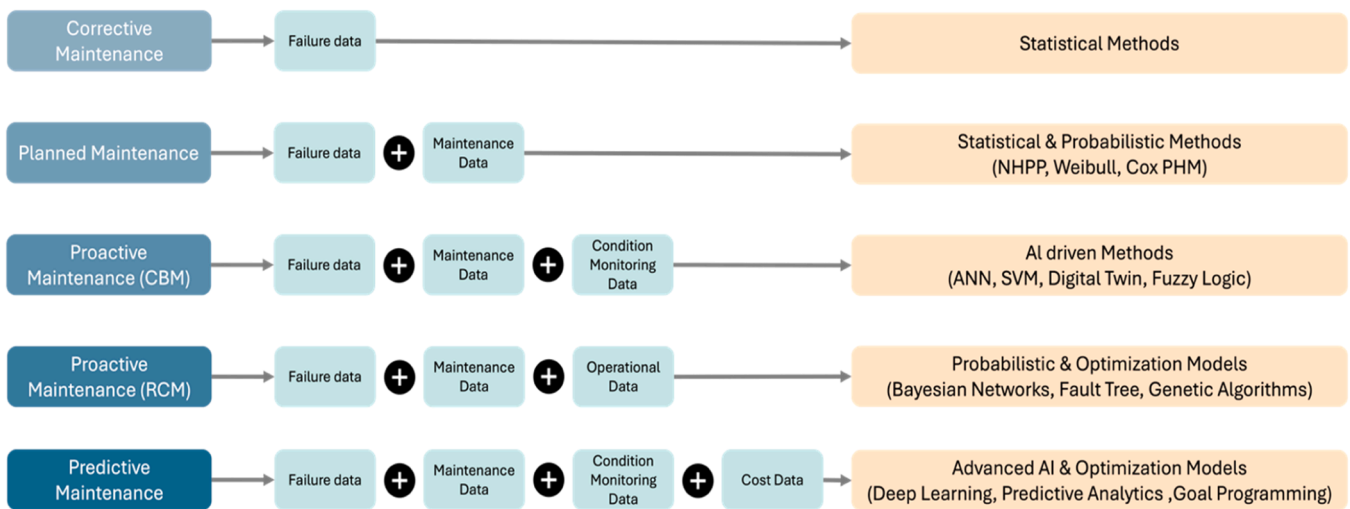 Corrective
Maintenance
Failure data
Statistical Methods
Planned Maintenance
Failure data
+
Maintenance
Data
Statistical & Probabilistic Methods
(NHPP, Weibull, Cox PHM)
Proactive
Maintenance (CBM)
Failure data
+
Maintenance
Data
+
Condition
Monitoring
Data
AI driven Methods
(ANN, SVM, Digital Twin, Fuzzy Logic)
Proactive
Maintenance (RCM)
Failure data
+
Maintenance
Data
+
Operational
Data
Probabilistic & Optimization Models
(Bayesian Networks, Fault Tree, Genetic Algorithms)
Predictive
Maintenance
Failure data
+
Maintenance
Data
+
Condition
Monitoring
Data
+
Cost Data
Advanced AI & Optimization Models
(Deep Learning, Predictive Analytics ,Goal Programming)